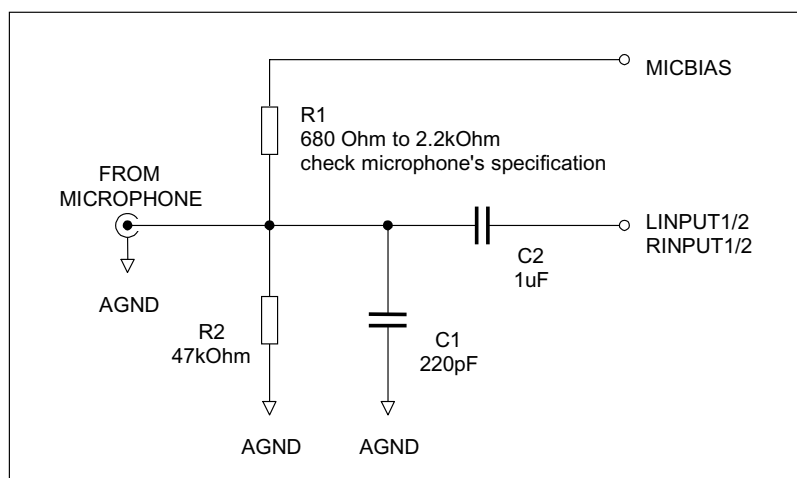 MICBIAS
R1
680 Ohm to 2.2kOhm
check microphone's specification
FROM
MICROPHONE
LINPUT1/2
RINPUT1/2
C2
1uF
AGND
R2
47kOhm
C1
220pF
AGND
AGND